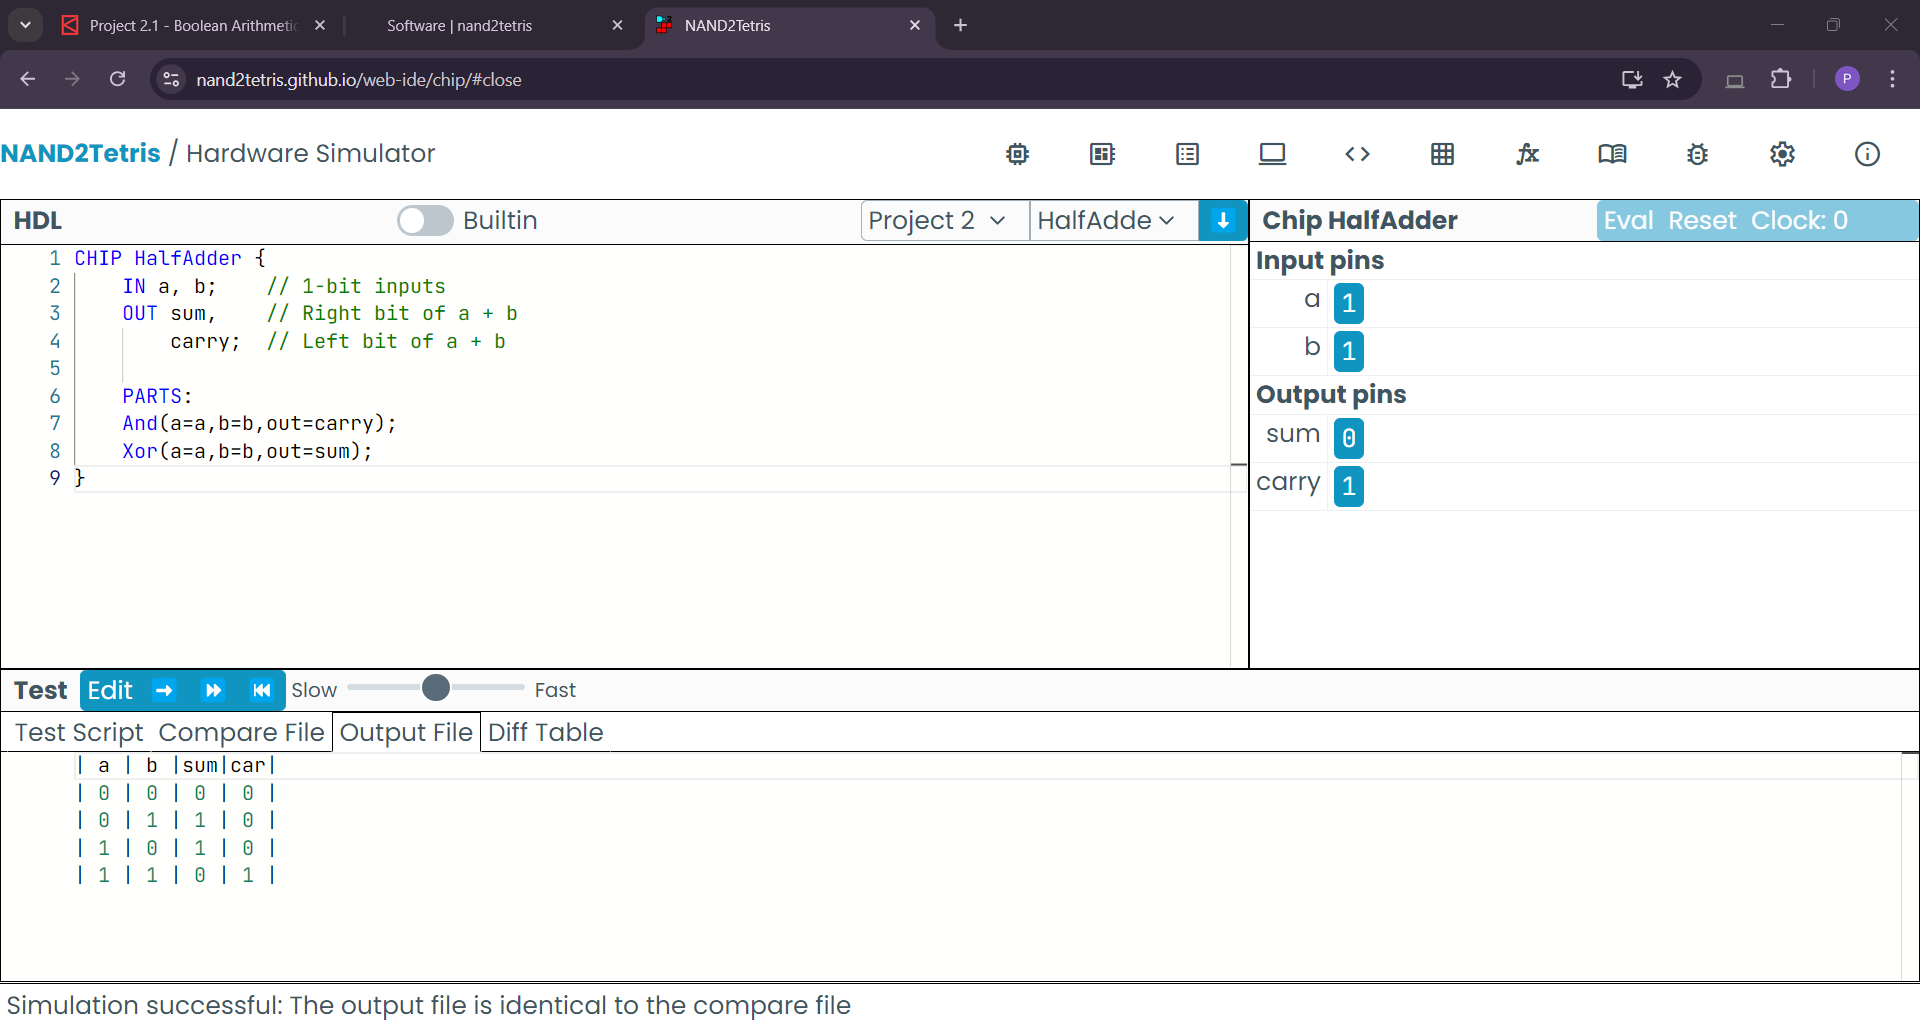 Project 2.1 - Boolean Arithmetic
Software | nand2tetris
NAND2Tetris
nand2tetris.github.io/web-ide/chip/#close
P
NAND2Tetris / Hardware Simulator
HDL
Builtin
Project 2
HalfAdde
Chip HalfAdder
Eval Reset Clock: 0
1 CHIP HalfAdder {
2 IN a, b;    // 1-bit inputs
3 OUT sum,    // Right bit of a + b
4 carry;  // Left bit of a + b
5
6 PARTS:
7 And(a=a,b=b,out=carry);
8 Xor(a=a,b=b,out=sum);
9 }
Input pins
a 1
b 1
Output pins
sum 0
carry 1
Test Edit Slow Fast
Test Script Compare File Output File Diff Table
| a | b |sum|car|
| 0 | 0 | 0 | 0 |
| 0 | 1 | 1 | 0 |
| 1 | 0 | 1 | 0 |
| 1 | 1 | 0 | 1 |
Simulation successful: The output file is identical to the compare file